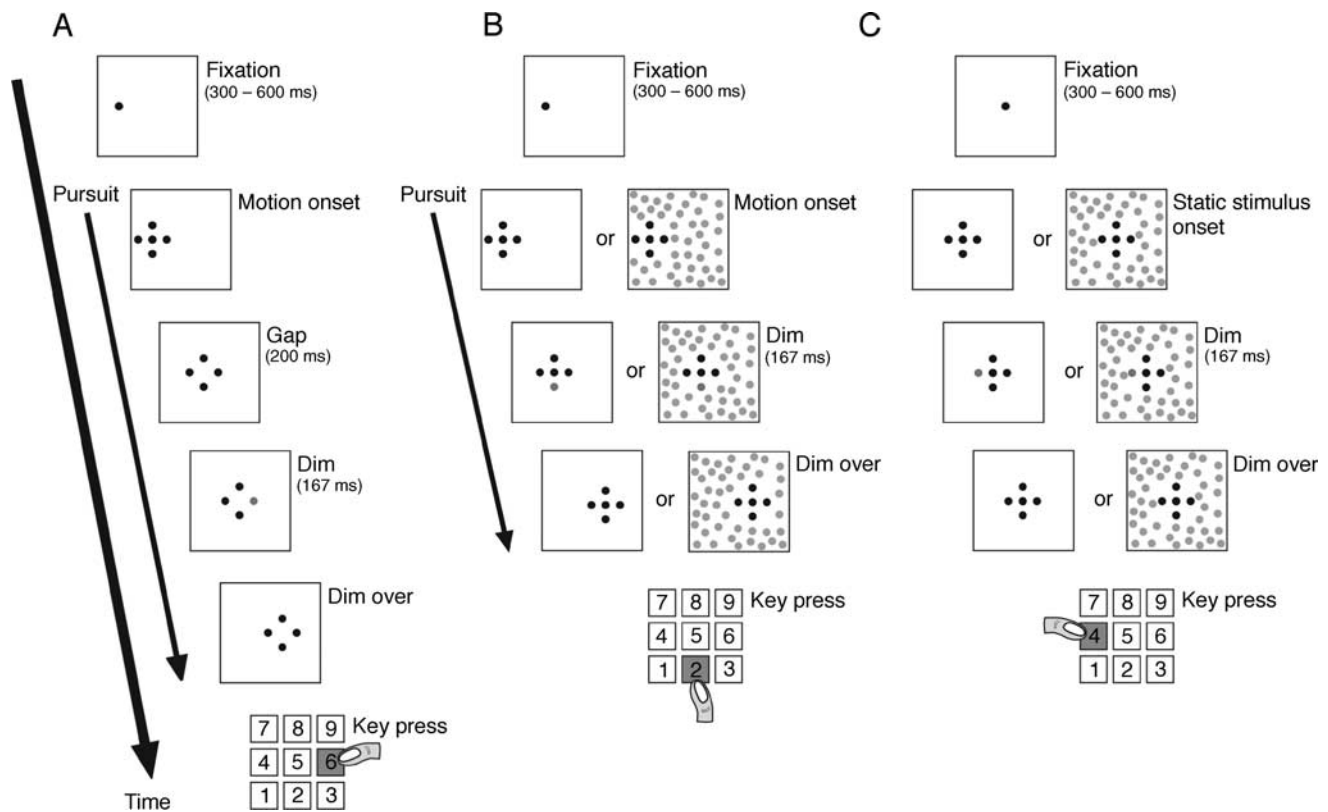 A
Fixation
(300 – 600 ms)
Pursuit
Motion onset
Gap
(200 ms)
Dim
(167 ms)
Dim over
7 8 9
Key press
4 5 6
1 2 3
Time
B
Fixation
(300 – 600 ms)
Pursuit
Motion onset
or
Dim
(167 ms)
or
Dim over
or
7 8 9
Key press
4 5 6
1 2 3
C
Fixation
(300 – 600 ms)
Static stimulus
onset
or
Dim
(167 ms)
or
Dim over
or
7 8 9
Key press
4 5 6
1 2 3